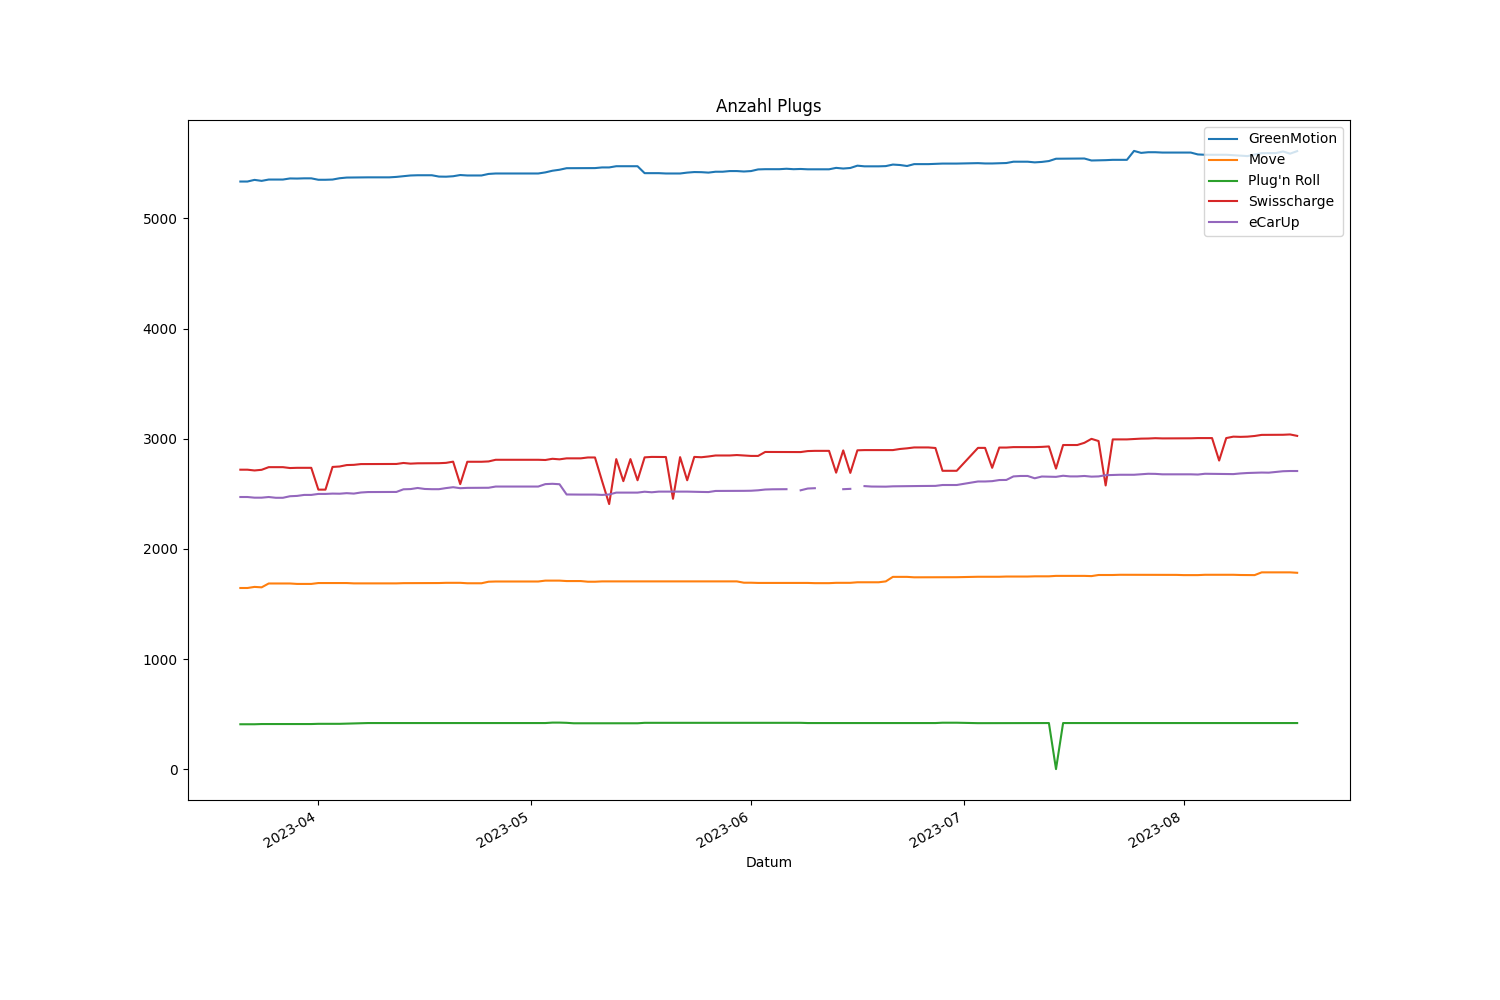 Anzahl Plugs
GreenMotion
Move
Plug'n Roll
Swisscharge
eCarUp
5000
4000
3000
2000
1000
0
2023-04
2023-05
2023-06
2023-07
2023-08
Datum